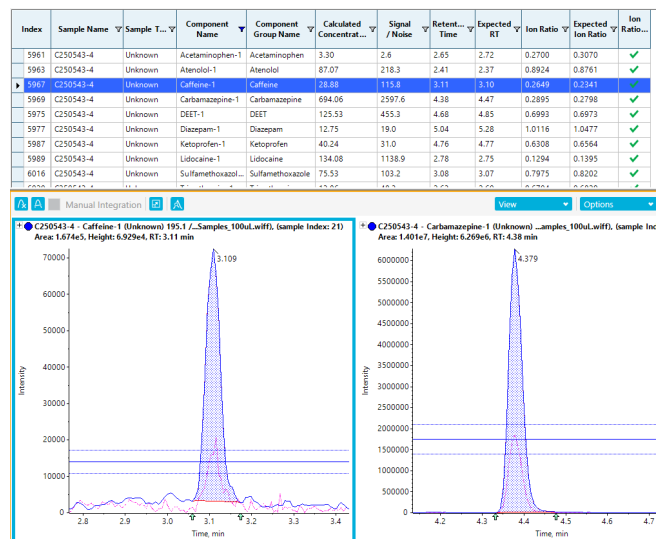 Index Sample Name Sample T... Component Name Component Group Name Calculated Concentrat... Signal / Noise Retent... Time Expected RT Ion Ratio Expected Ion Ratio Ion Ratio...
5961 C250543-4 Unknown Acetaminophen-1 Acetaminophen 3.30 2.6 2.65 2.72 0.2700 0.3070 ✔
5963 C250543-4 Unknown Atenolol-1 Atenolol 87.07 218.3 2.41 2.37 0.8924 0.8761 ✔
5967 C250543-4 Unknown Caffeine-1 Caffeine 28.88 115.8 3.11 3.10 0.2649 0.2341 ✔
5969 C250543-4 Unknown Carbamazepine-1 Carbamazepine 694.06 2597.6 4.38 4.47 0.2895 0.2798 ✔
5975 C250543-4 Unknown DEET-1 DEET 125.53 455.3 4.68 4.85 0.6993 0.6973 ✔
5977 C250543-4 Unknown Diazepam-1 Diazepam 12.75 19.0 5.04 5.28 1.0116 1.0477 ✔
5987 C250543-4 Unknown Ketoprofen-1 Ketoprofen 40.24 31.0 4.76 4.77 0.6308 0.6564 ✔
5989 C250543-4 Unknown Lidocaine-1 Lidocaine 134.08 1138.9 2.75 2.75 0.1294 0.1395 ✔
6016 C250543-4 Unknown Sulfamethoxazol... Sulfamethoxazole 75.53 103.2 3.08 3.07 0.7975 0.8202 ✔
Manual Integration View Options
C250543-4 - Caffeine-1 (Unknown) 195.1 /...Samples_100uL.wiff), (sample Index: 21)
Area: 1.674e5, Height: 6.929e4, RT: 3.11 min
3.109
70000
60000
50000
40000
30000
20000
10000
0
Intensity
2.8 2.9 3.0 3.1 3.2 3.3 3.4
Time, min
C250543-4 - Carbamazepine-1 (Unknown) ...amples_100uL.wiff), (sample Ind
Area: 1.401e7, Height: 6.269e6, RT: 4.38 min
4.379
6000000
5500000
5000000
4500000
4000000
3500000
3000000
2500000
2000000
1500000
1000000
500000
0
Intensity
4.2 4.3 4.4 4.5 4.6 4.7
Time, min